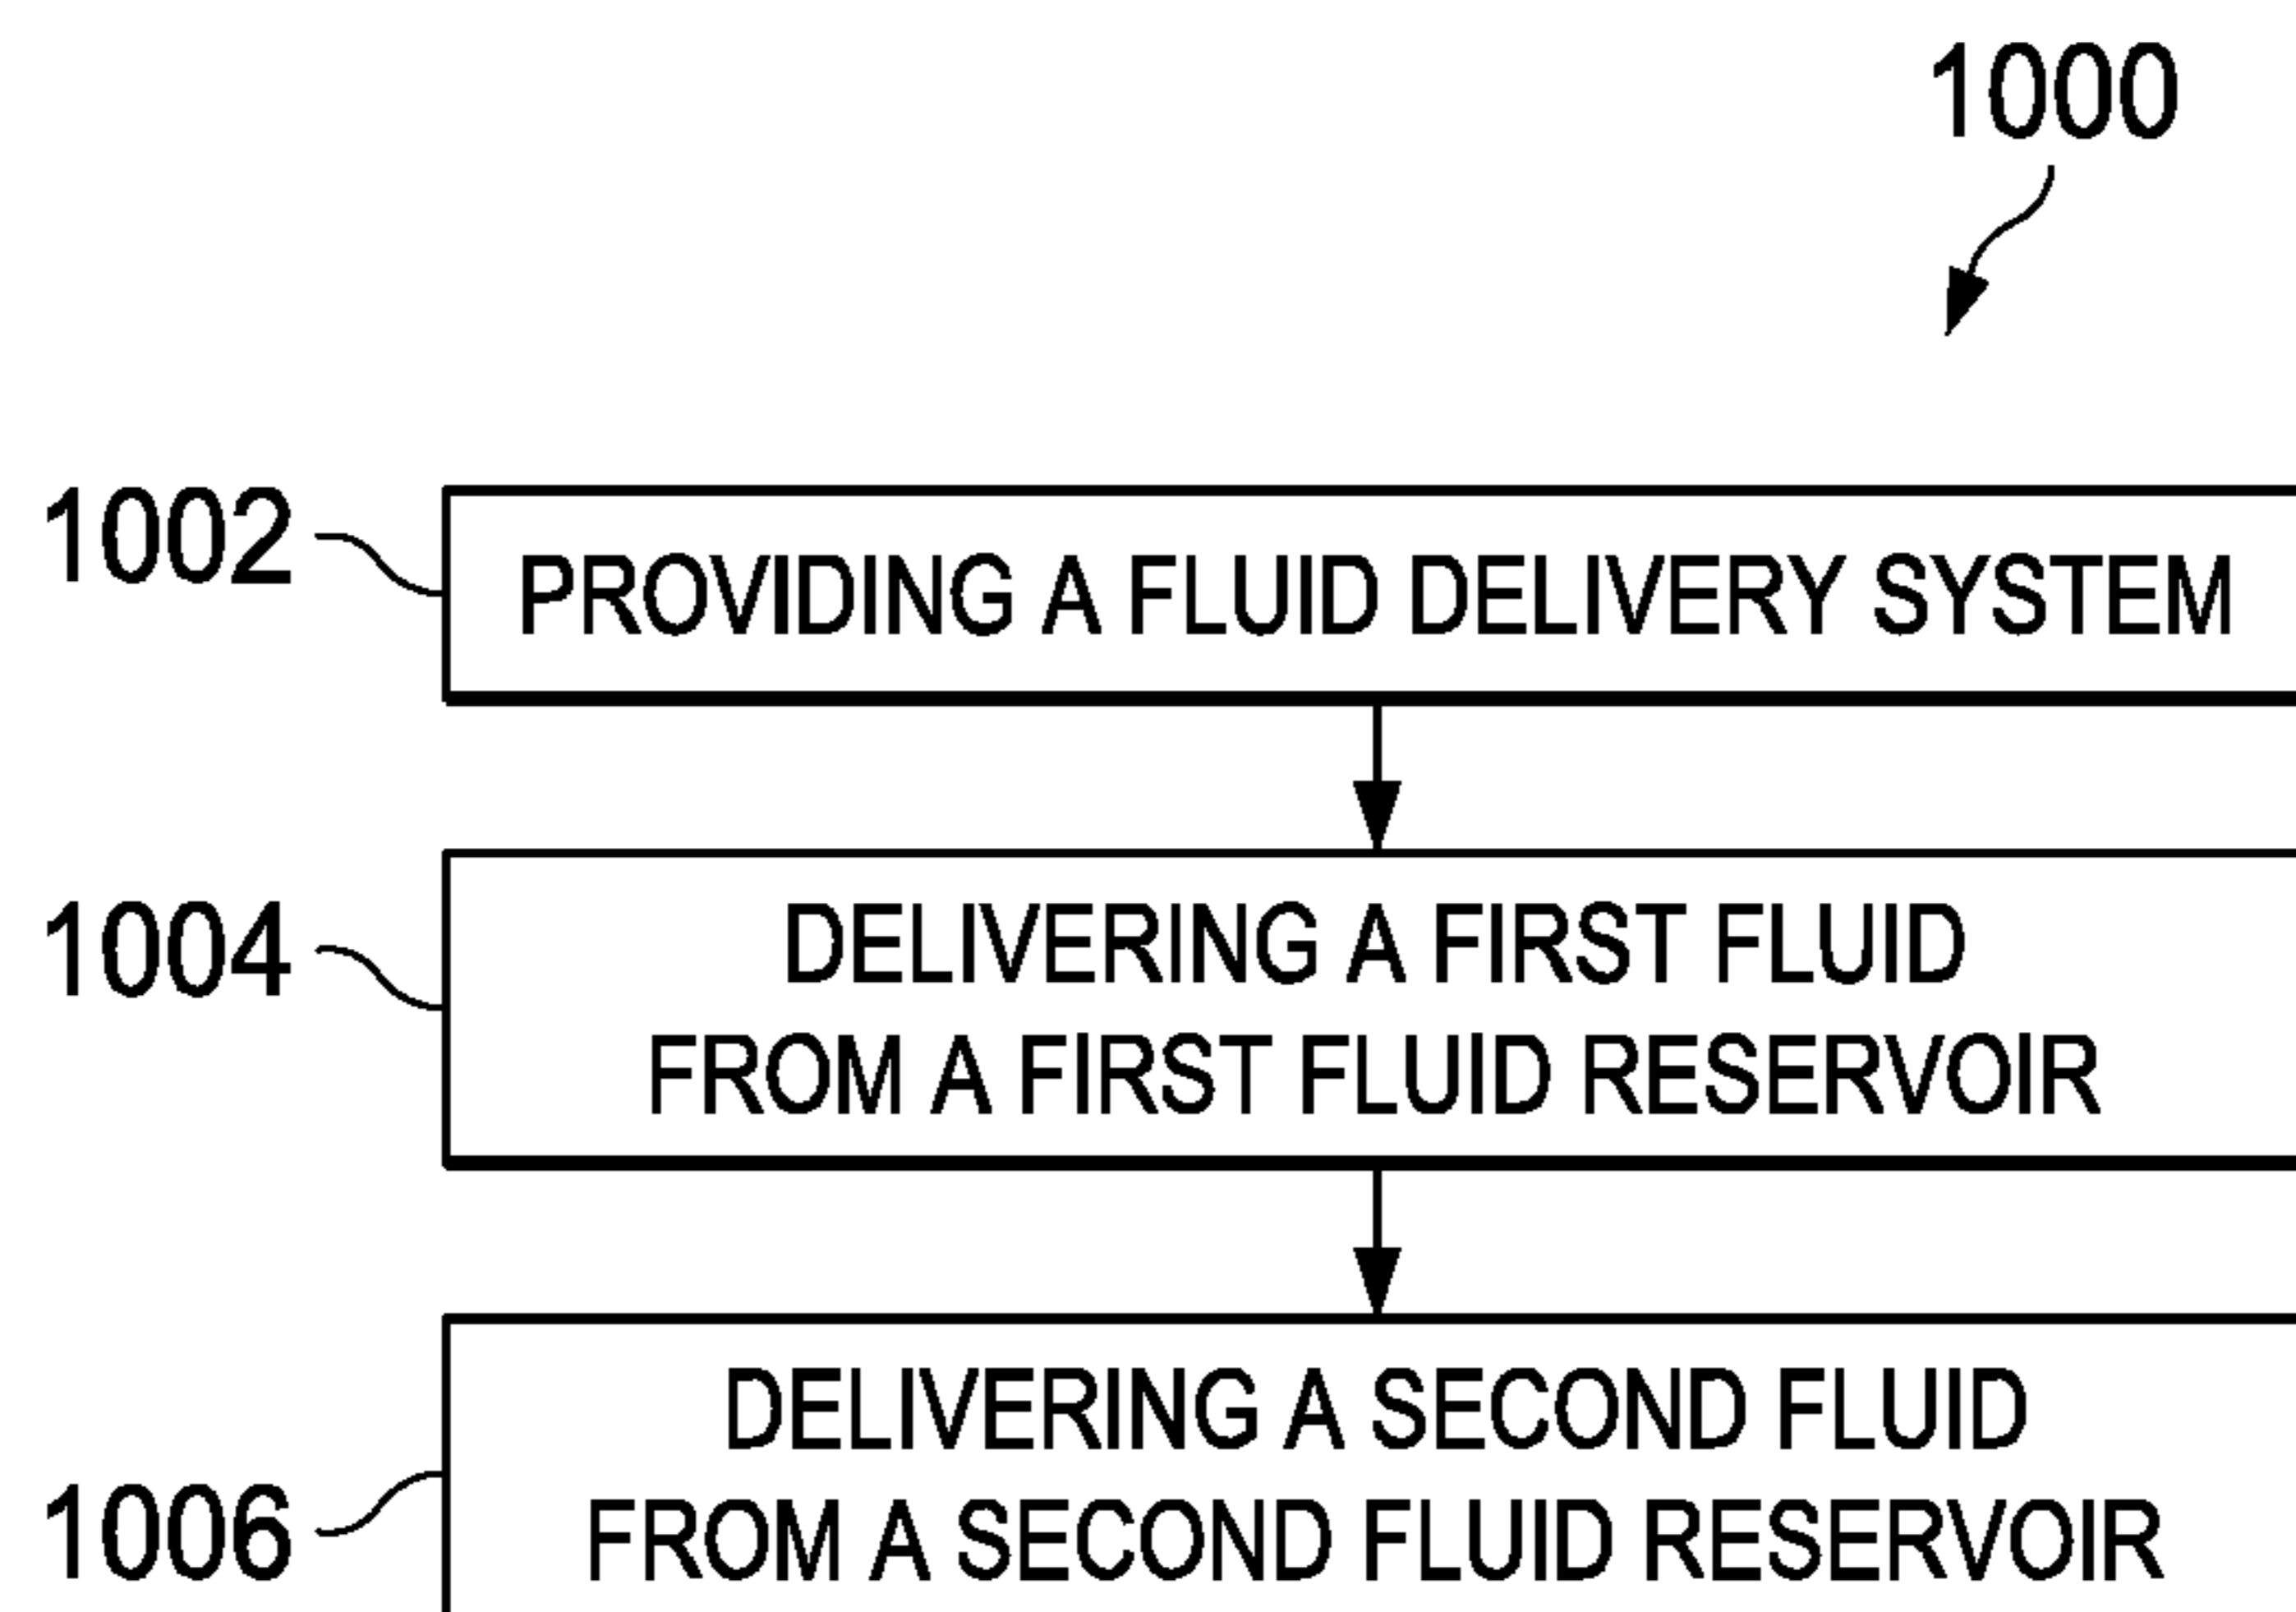 1000
1002
PROVIDING A FLUID DELIVERY SYSTEM
1004
DELIVERING A FIRST FLUID
FROM A FIRST FLUID RESERVOIR
1006
DELIVERING A SECOND FLUID
FROM A SECOND FLUID RESERVOIR